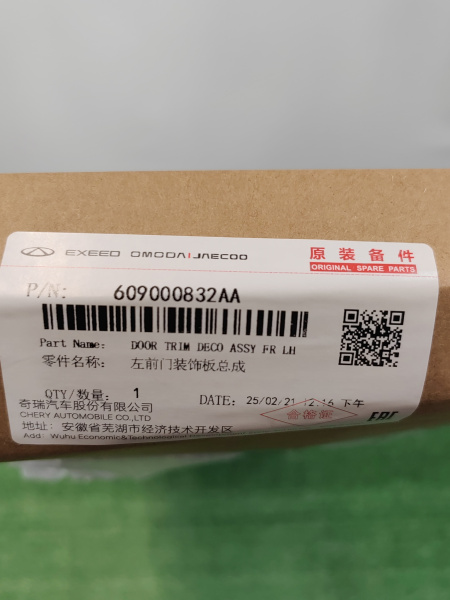 EXEED OMODA|JAECOO
原装备件
ORIGINAL SPARE PARTS
P/N: 609000832AA
Part Name: DOOR TRIM DECO ASSY FR LH
零件名称: 左前门装饰板总成
QTY/数量: 1 DATE: 25/02/21 12:16 下午
奇瑞汽车股份有限公司
CHERY AUTOMOBILE CO.,LTD
合格证
地址: 安徽省芜湖市经济技术开发区
Add: Wuhu Economic&Technological